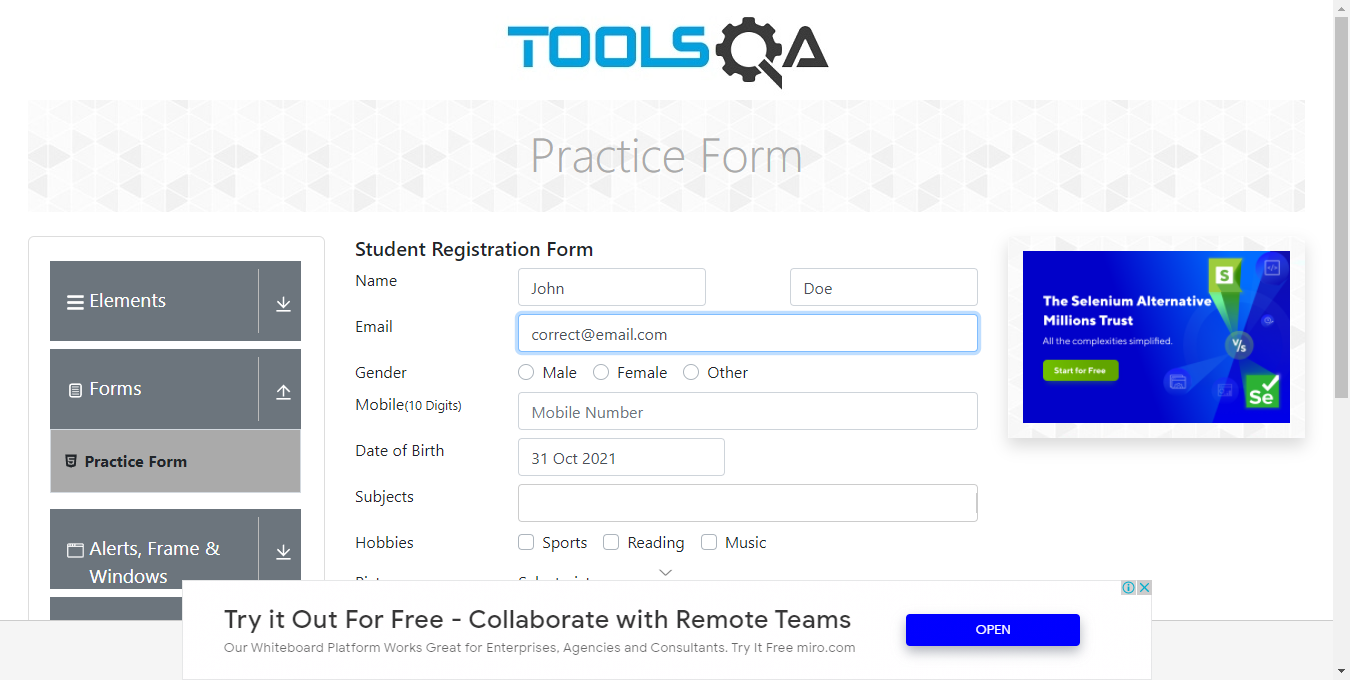 TOOLSQA
Practice Form
Elements
Forms
Practice Form
Alerts, Frame &
Windows
Student Registration Form
Name
John
Doe
Email
correct@email.com
Gender
Male
Female
Other
Mobile(10 Digits)
Mobile Number
Date of Birth
31 Oct 2021
Subjects
Hobbies
Sports
Reading
Music
The Selenium Alternative
Millions Trust
All the complexities simplified.
Start for Free
S
V/S
Se
Try it Out For Free - Collaborate with Remote Teams
Our Whiteboard Platform Works Great for Enterprises, Agencies and Consultants. Try It Free miro.com
OPEN